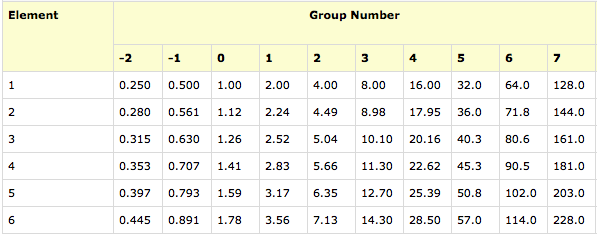 Element Group Number
-2 -1 0 1 2 3 4 5 6 7
1 0.250 0.500 1.00 2.00 4.00 8.00 16.00 32.0 64.0 128.0
2 0.280 0.561 1.12 2.24 4.49 8.98 17.95 36.0 71.8 144.0
3 0.315 0.630 1.26 2.52 5.04 10.10 20.16 40.3 80.6 161.0
4 0.353 0.707 1.41 2.83 5.66 11.30 22.62 45.3 90.5 181.0
5 0.397 0.793 1.59 3.17 6.35 12.70 25.39 50.8 102.0 203.0
6 0.445 0.891 1.78 3.56 7.13 14.30 28.50 57.0 114.0 228.0